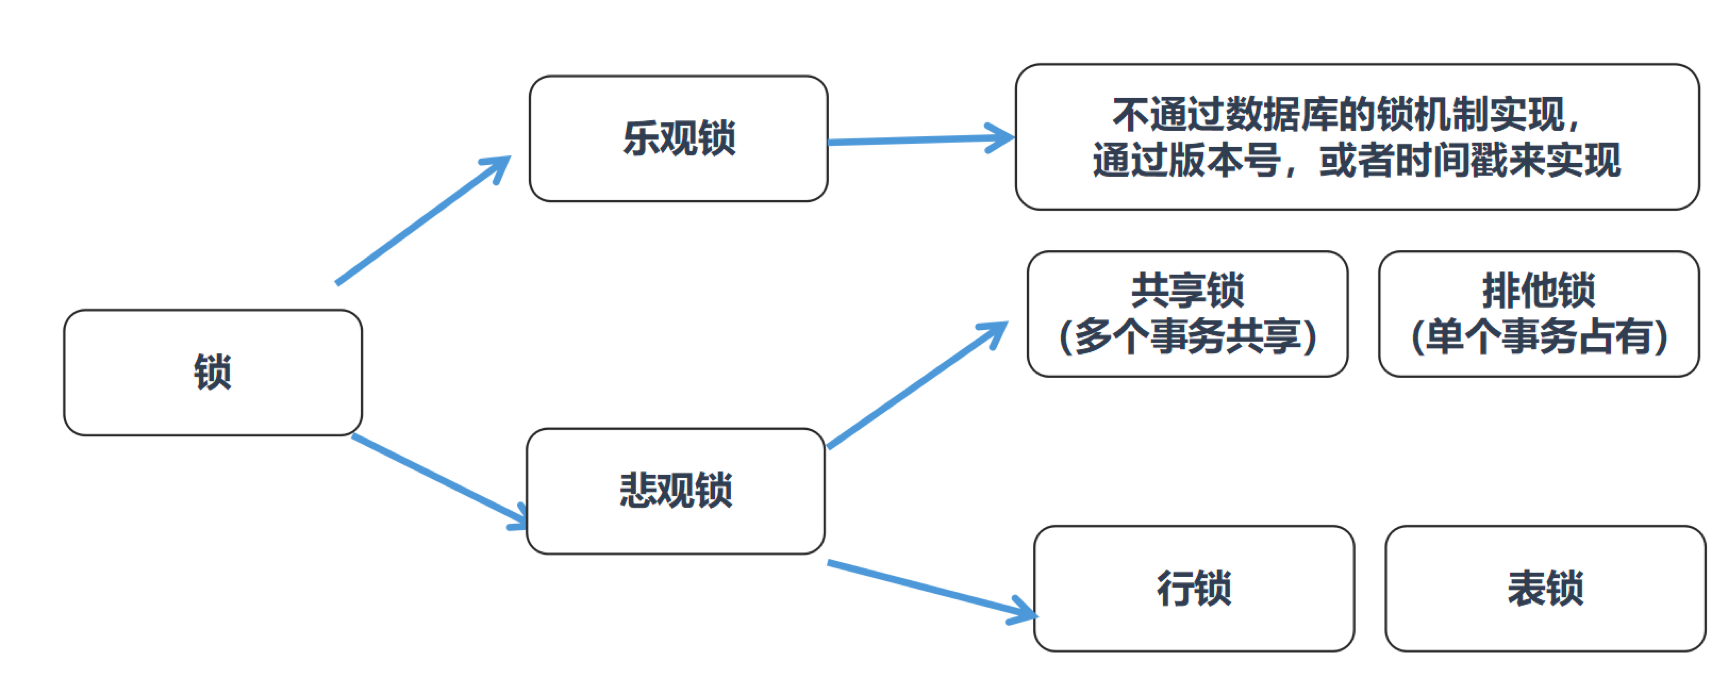 乐观锁
不通过数据库的锁机制实现，
通过版本号，或者时间戳来实现
共享锁
（多个事务共享）
排他锁
（单个事务占有）
锁
悲观锁
行锁
表锁